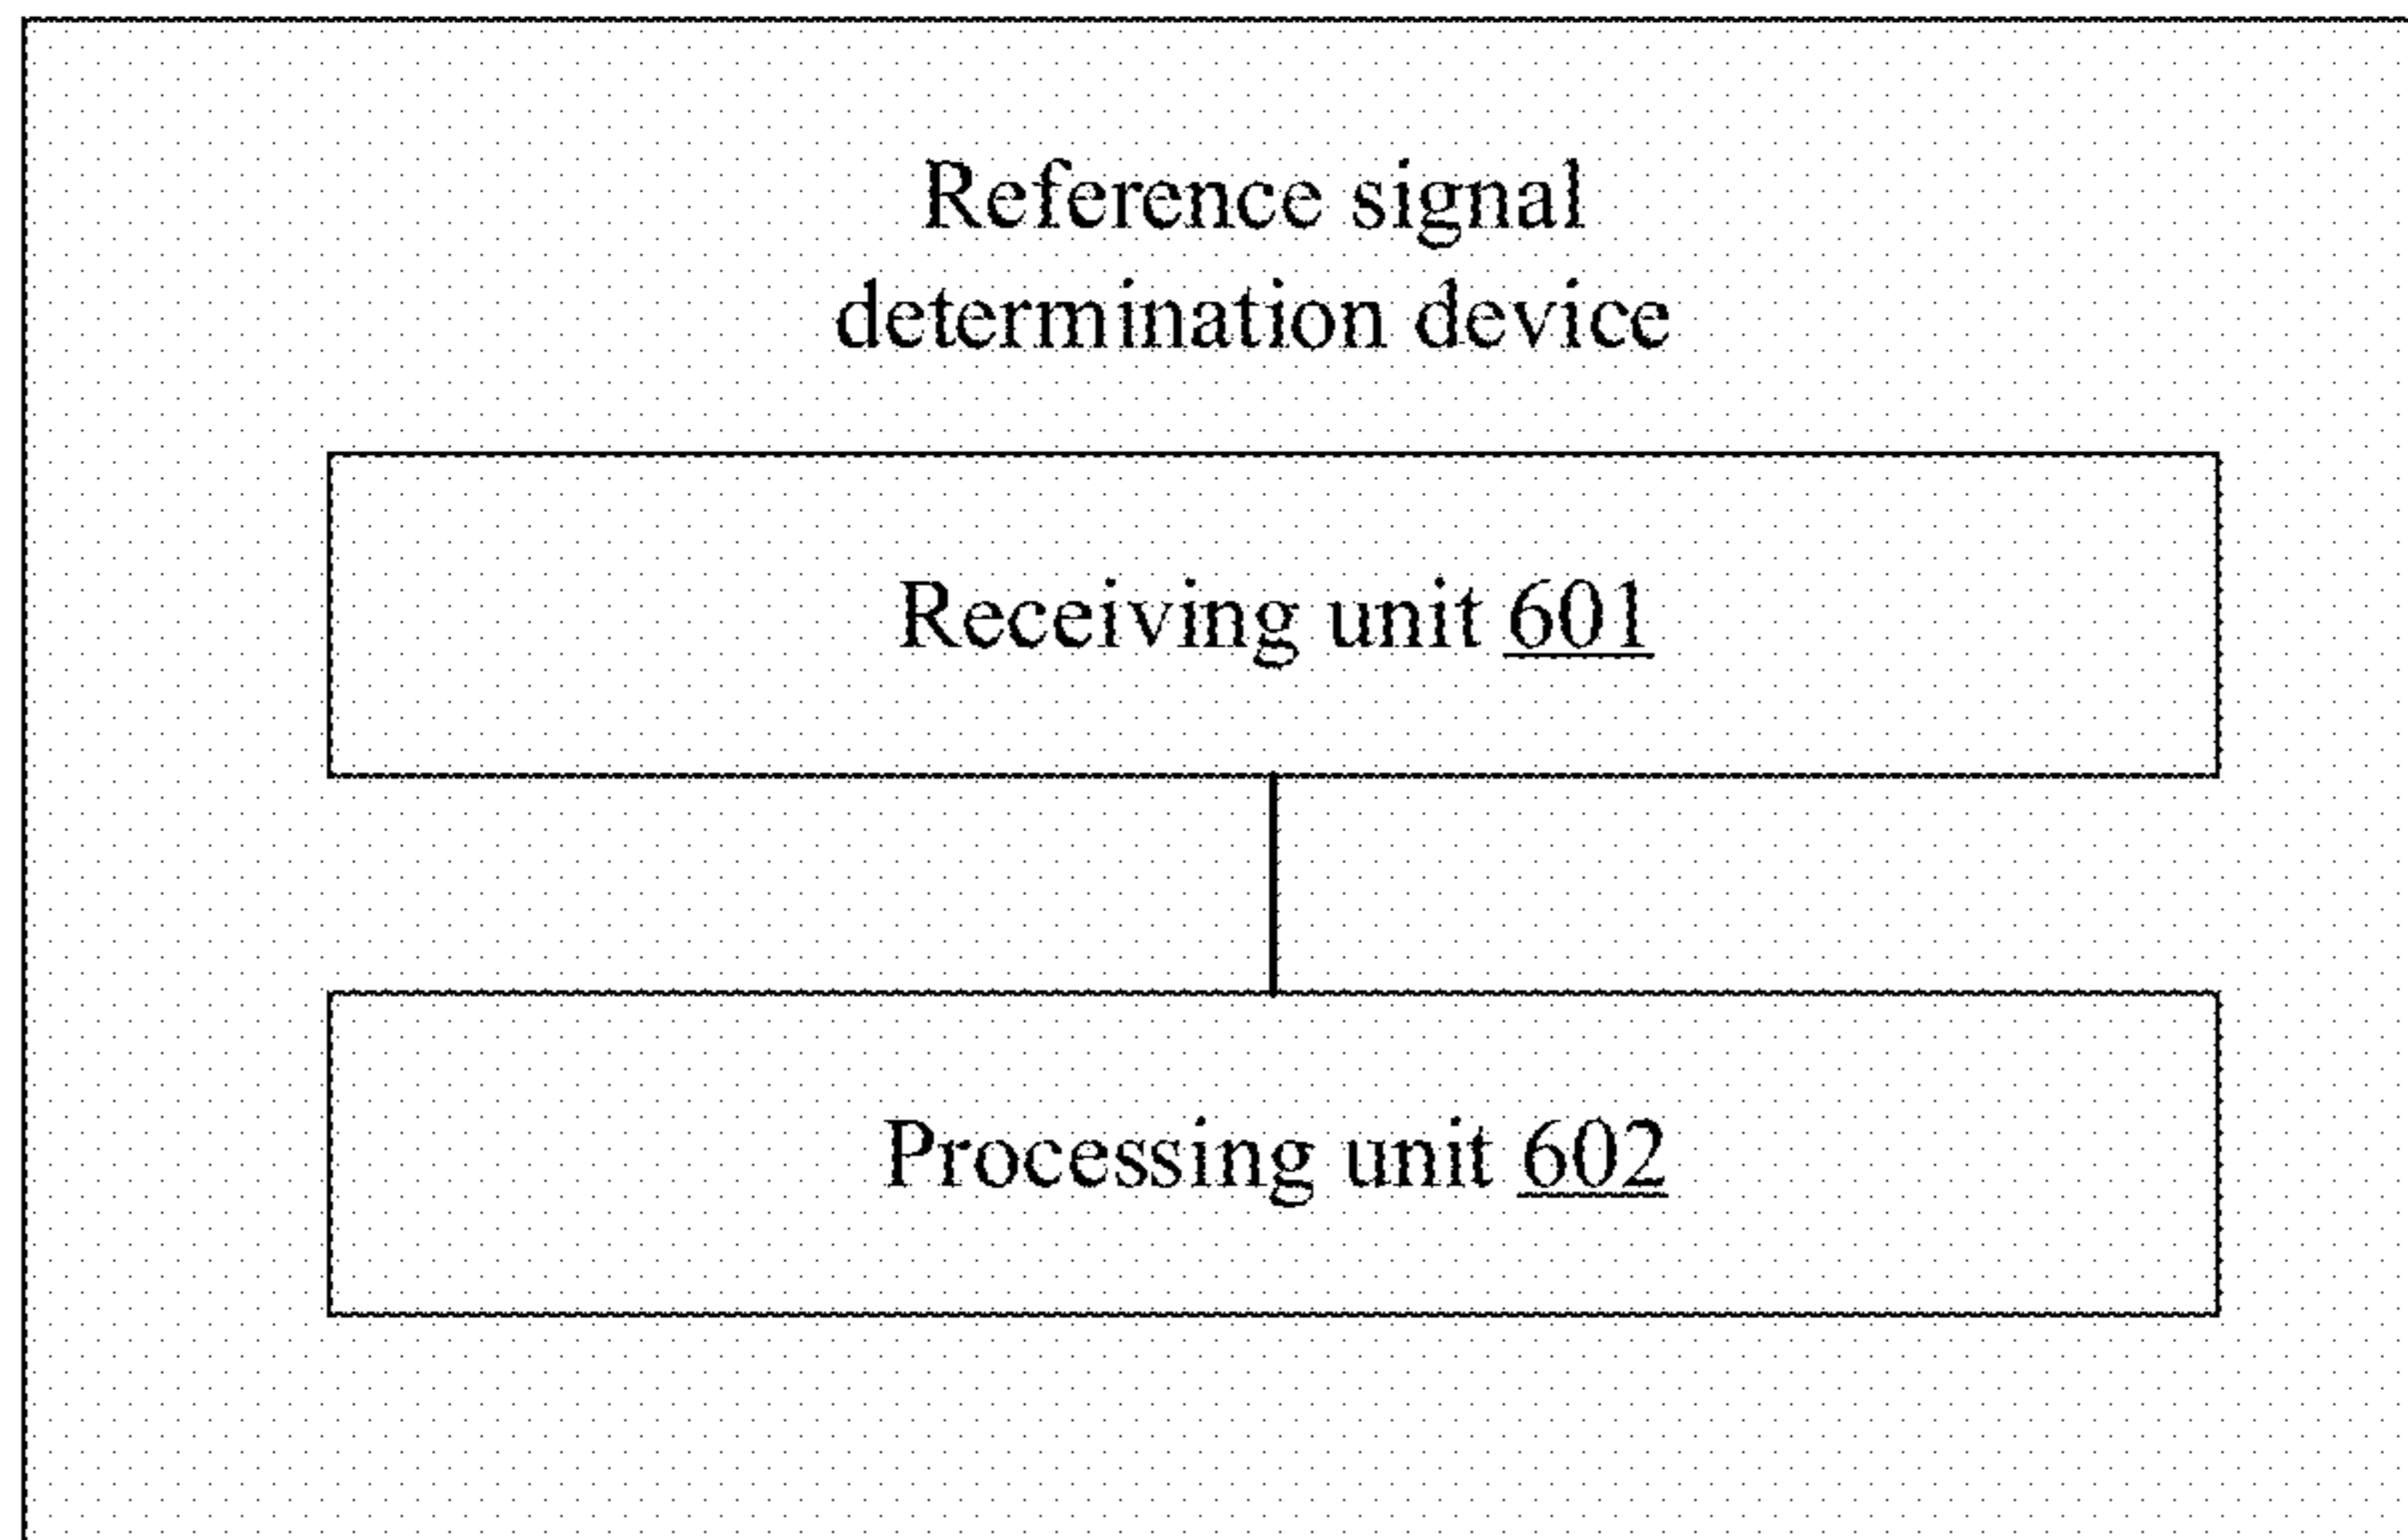 Reference signal
determination device
Receiving unit 601
Processing unit 602